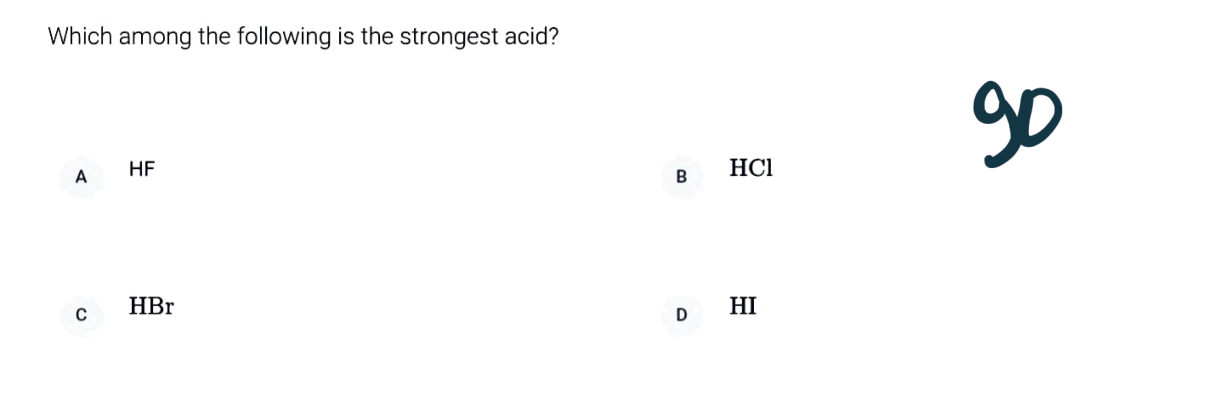 Which among the following is the strongest acid?
90
A HF
B HCl
C HBr
D HI